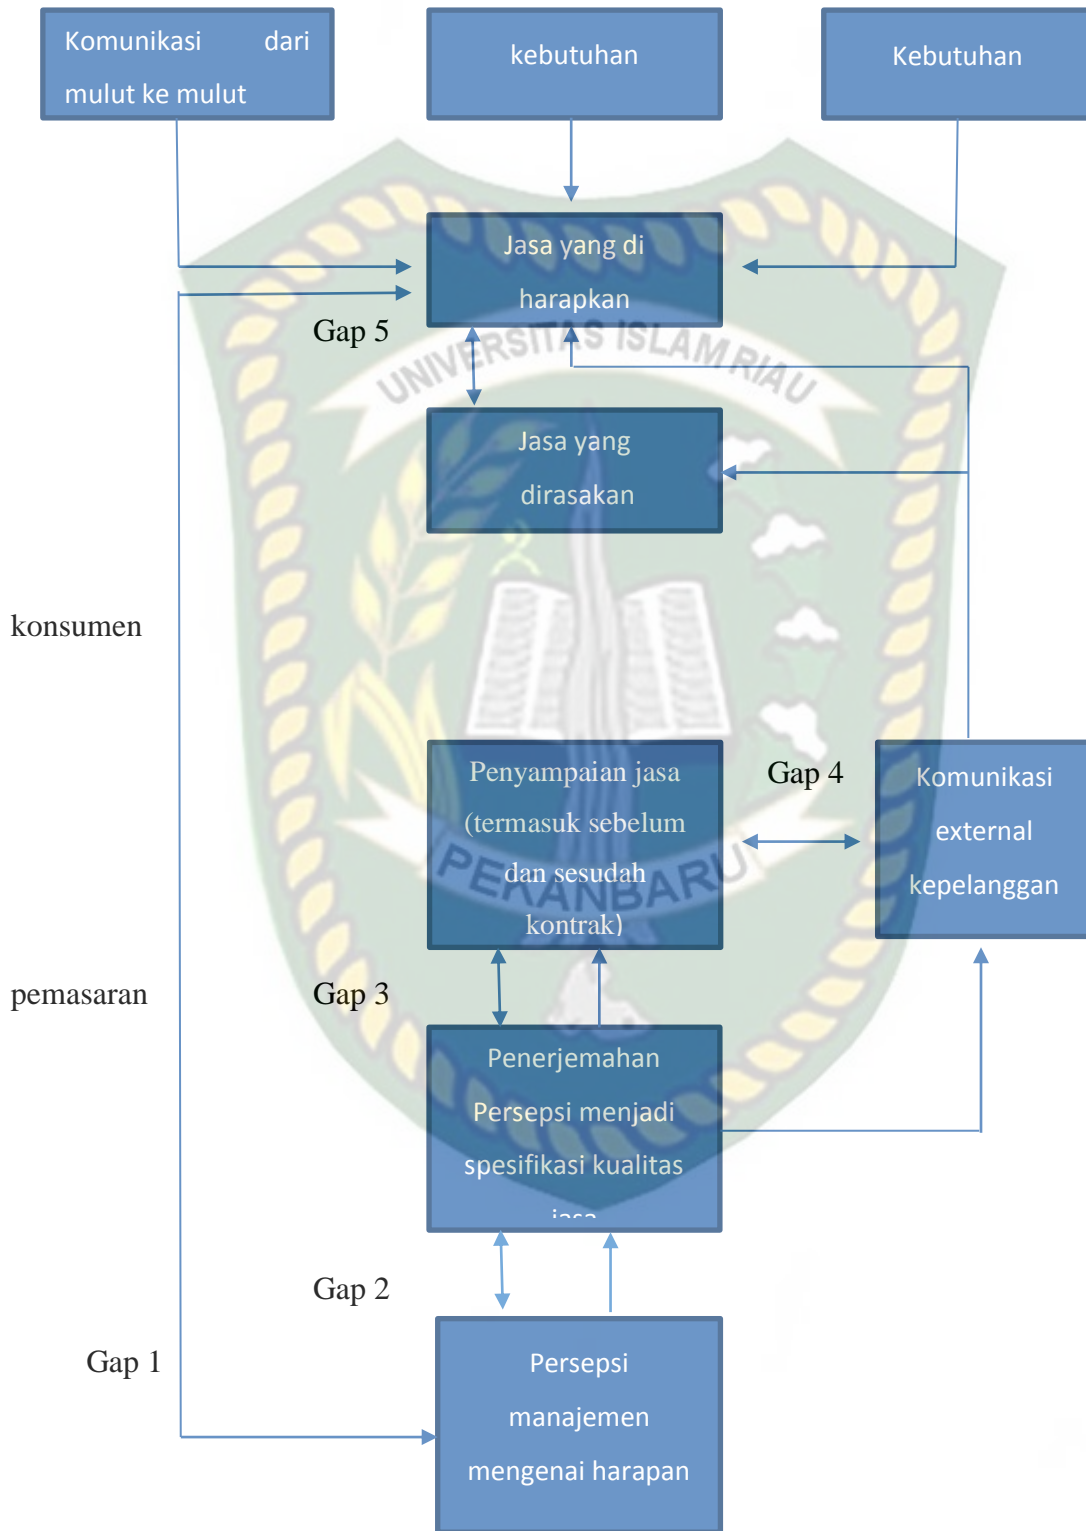 Komunikasi dari
mulut ke mulut
kebutuhan
Kebutuhan
Jasa yang di
harapkan
Gap 5
UNIVERSITAS ISLAM RIAU
Jasa yang
dirasakan
konsumen
Penyampaian jasa
(termasuk sebelum
dan sesudah
kontrak)
Gap 4
Komunikasi
external
kepelanggan
PEKANBARU
pemasaran
Gap 3
Penerjemahan
Persepsi menjadi
spesifikasi kualitas
jasa
Gap 2
Gap 1
Persepsi
manajemen
mengenai harapan